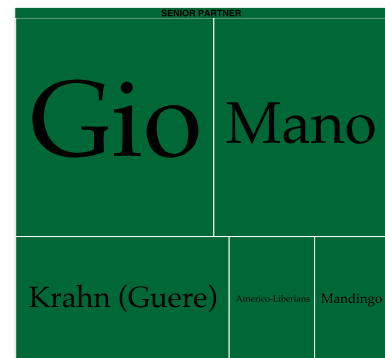 SENIOR PARTNER
Gio
Mano
Krahn (Guere)
Americo-Liberians
Mandingo